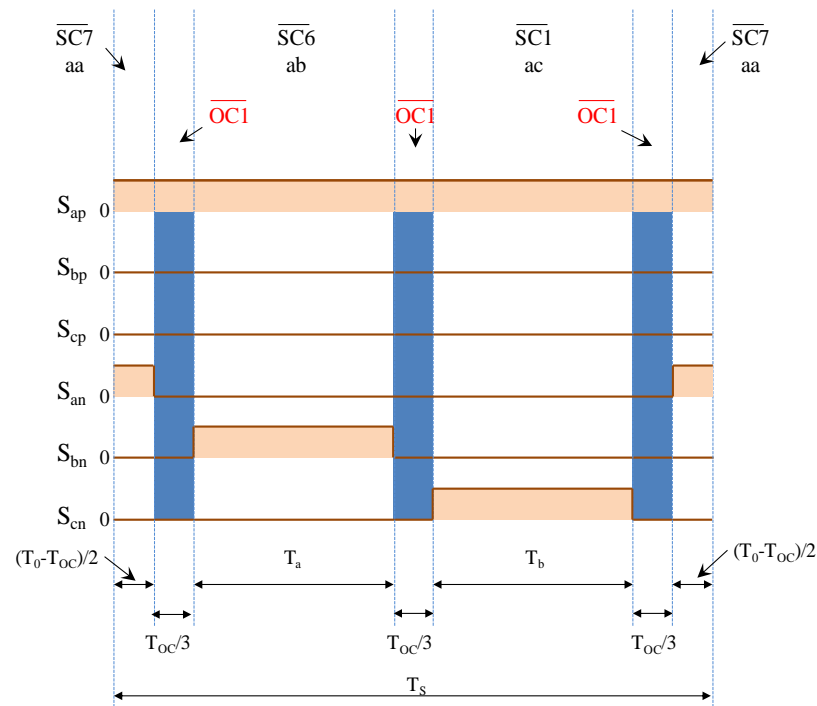 SC7 SC6 SC1 SC7
aa ab ac aa
OC1 OC1 OC1
Sap 0
Sbp 0
Scp 0
San 0
Sbn 0
Scn 0
(T0-TOC)/2 Ta Tb (T0-TOC)/2
TOC/3 TOC/3 TOC/3
TS